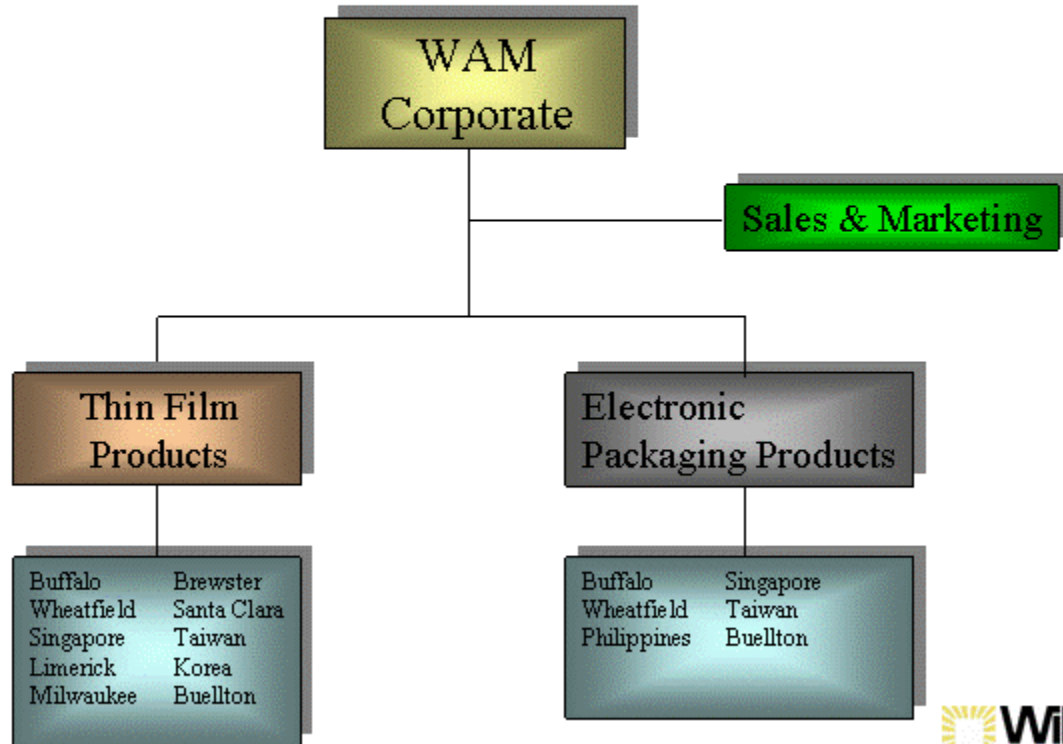 WAM
Corporate
Sales & Marketing
Thin Film
Products
Electronic
Packaging Products
Buffalo Brewster
Wheatfield Santa Clara
Singapore Taiwan
Limerick Korea
Milwaukee Buellton
Buffalo Singapore
Wheatfield Taiwan
Philippines Buellton